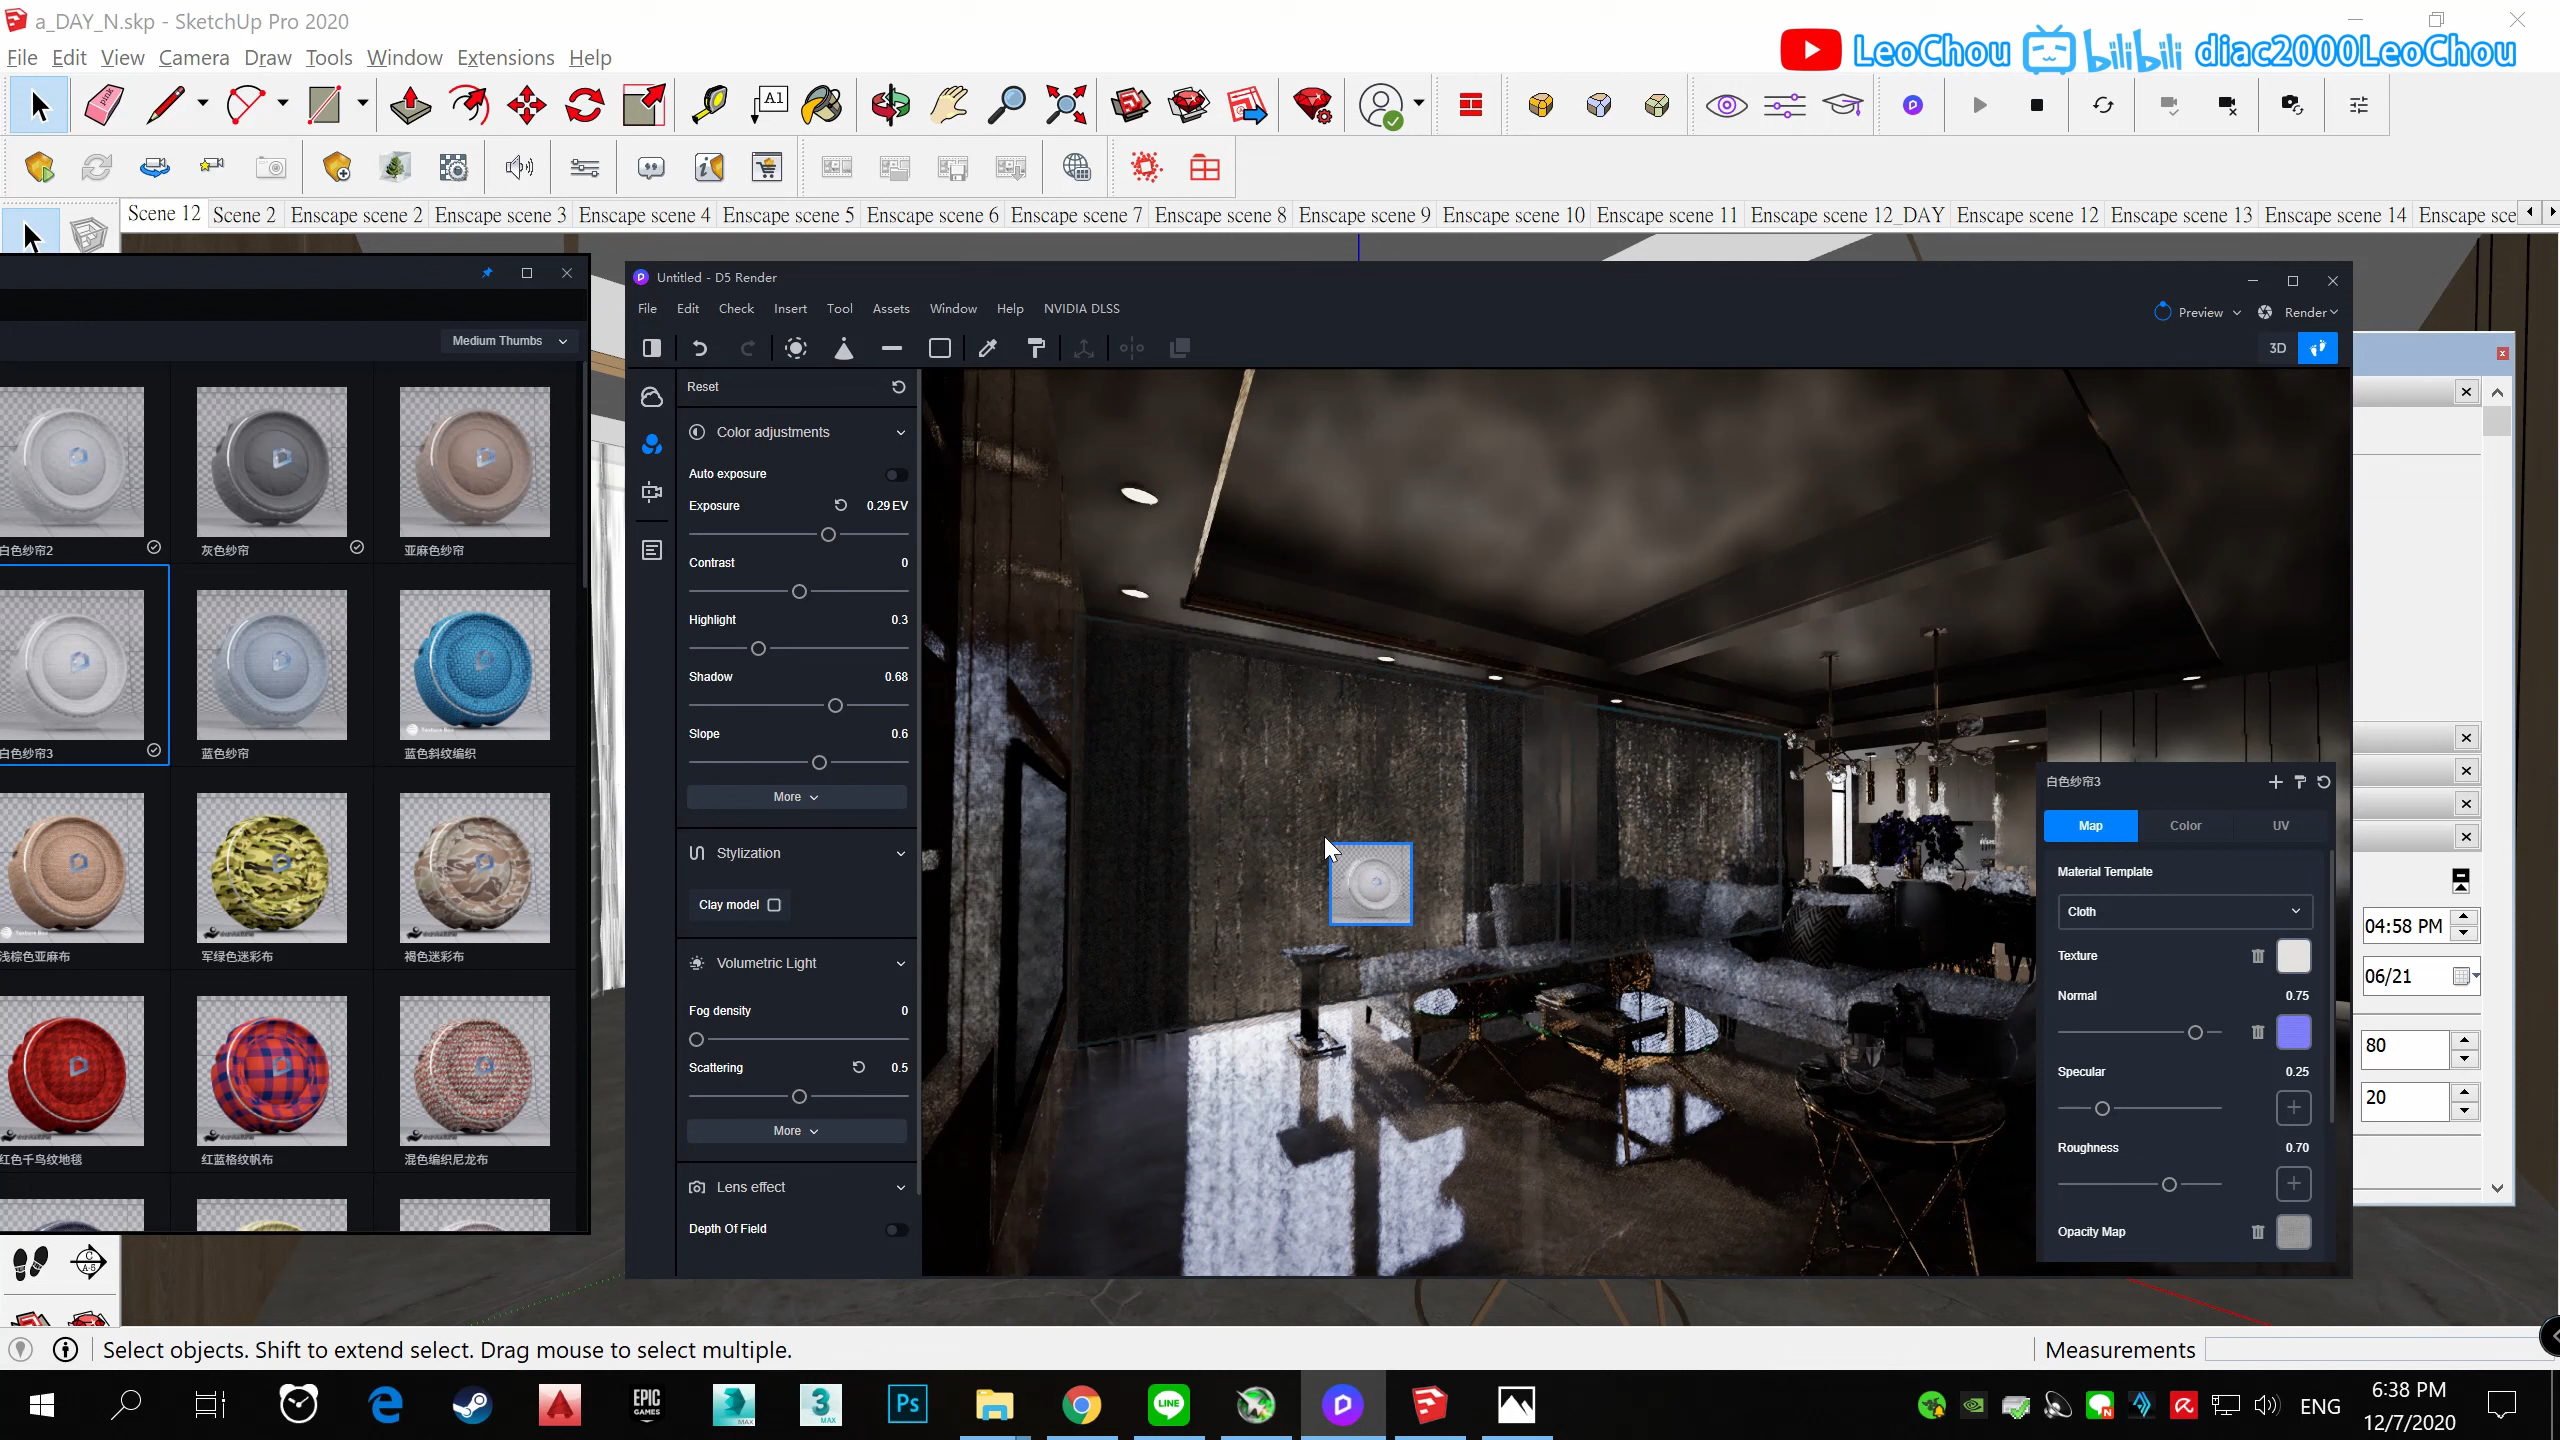 a_DAY_N.skp - SketchUp Pro 2020
File Edit View Camera Draw Tools Window Extensions Help
LeoChou bilibili diac2000LeoChou
A1
Scene 12 Scene 2 Enscape scene 2 Enscape scene 3 Enscape scene 4 Enscape scene 5 Enscape scene 6 Enscape scene 7 Enscape scene 8 Enscape scene 9 Enscape scene 10 Enscape scene 11 Enscape scene 12_DAY Enscape scene 12 Enscape scene 13 Enscape scene 14 Enscape sce
Medium Thumbs
白色纱帘2
灰色纱帘
亚麻色纱帘
白色纱帘3
蓝色纱帘
蓝色斜纹编织
浅棕色亚麻布
军绿色迷彩布
褐色迷彩布
红色千鸟纹地毯
红蓝格纹帆布
混色编织尼龙布
Untitled - D5 Render
File Edit Check Insert Tool Assets Window Help NVIDIA DLSS
Preview Render
3D
Reset
Color adjustments
Auto exposure
Exposure 0.29 EV
Contrast 0
Highlight 0.3
Shadow 0.68
Slope 0.6
More
Stylization
Clay model
Volumetric Light
Fog density 0
Scattering 0.5
More
Lens effect
Depth Of Field
白色纱帘3
Map Color UV
Material Template
Cloth
Texture
Normal 0.75
Specular 0.25
Roughness 0.70
Opacity Map
04:58 PM
06/21
80
20
Select objects. Shift to extend select. Drag mouse to select multiple.
Measurements
EPIC GAMES
MAX
3 MAX
Ps
LINE
ENG
6:38 PM
12/7/2020